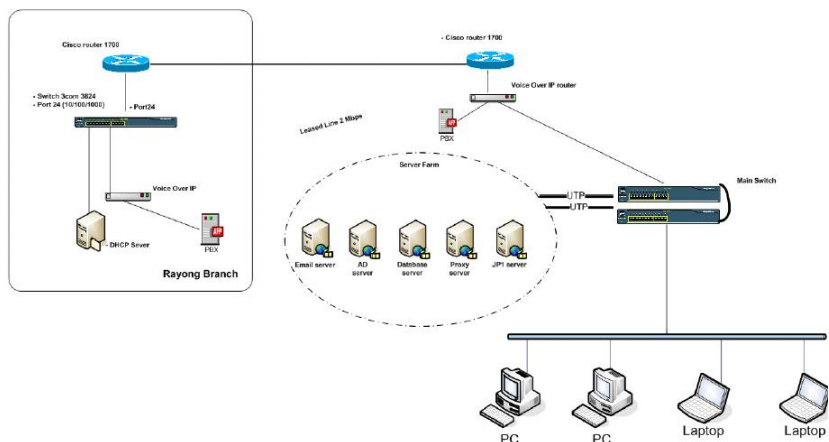 Cisco router 1700
- Switch 3com 3824
- Port 24 (10/100/1000)
- Port24
Voice Over IP
- DHCP Sever
PBX
Rayong Branch
- Cisco router 1700
Voice Over IP router
PBX
Leased Line 2 Mbps
Server Farm
Main Switch
UTP
UTP
Email server
AD
server
Database
server
Proxy
server
JP1 server
PC
PC
Laptop
Laptop